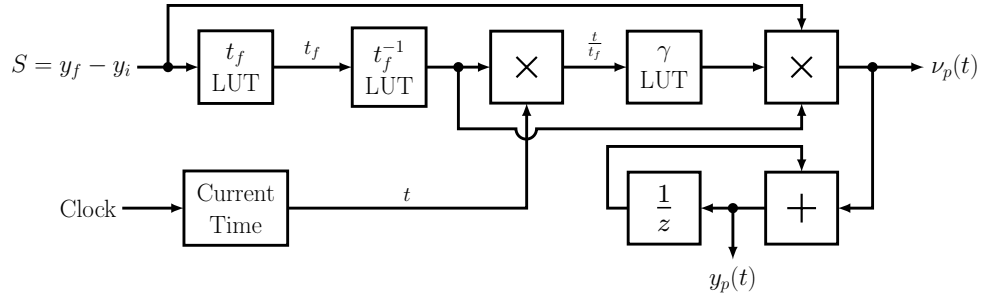 S = y_f − y_i
t_f
LUT
t_f
t_f^{-1}
LUT
×
t/t_f
γ
LUT
×
ν_p(t)
Clock
Current
Time
t
1/z
+
y_p(t)